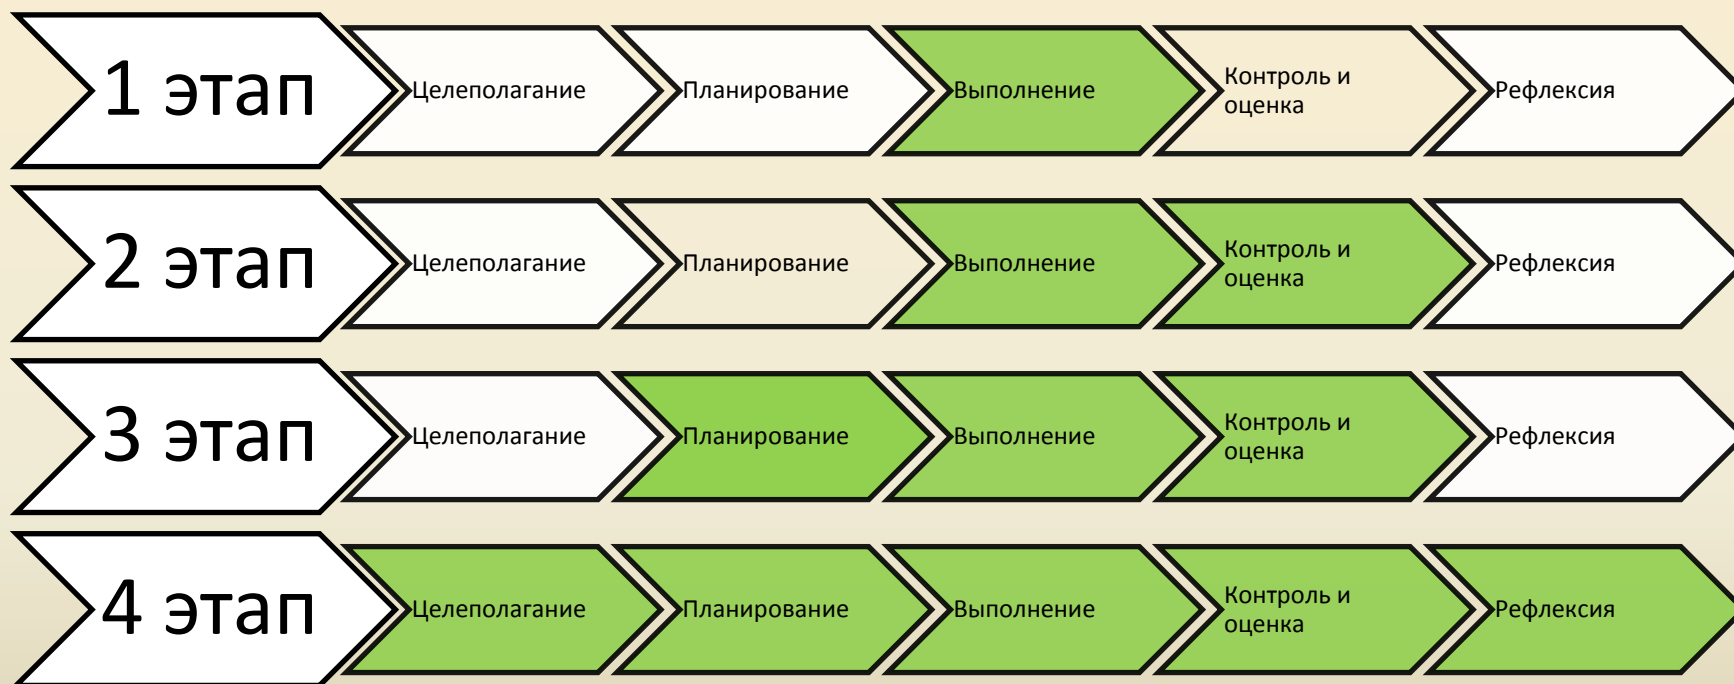 1 этап
Целеполагание
Планирование
Выполнение
Контроль и
оценка
Рефлексия
2 этап
Целеполагание
Планирование
Выполнение
Контроль и
оценка
Рефлексия
3 этап
Целеполагание
Планирование
Выполнение
Контроль и
оценка
Рефлексия
4 этап
Целеполагание
Планирование
Выполнение
Контроль и
оценка
Рефлексия